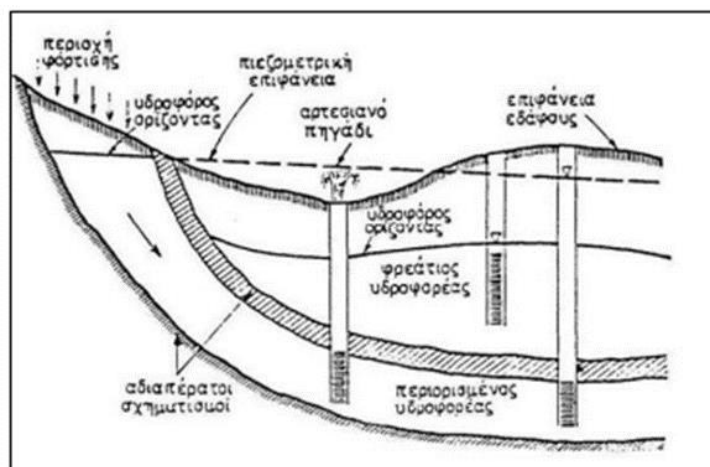 περιοχή
φόρτισης
πιεζομετρική
επιφάνεια
υδροφόρος
ορίζοντας
αρτεσιανό
πηγάδι
επιφάνεια
εδάφους
υδροφόρος
ορίζοντας
φρεάτιος
υδροφορέας
αδιαπέρατοι
σχηματισμοί
περιορισμένος
υδροφορέας